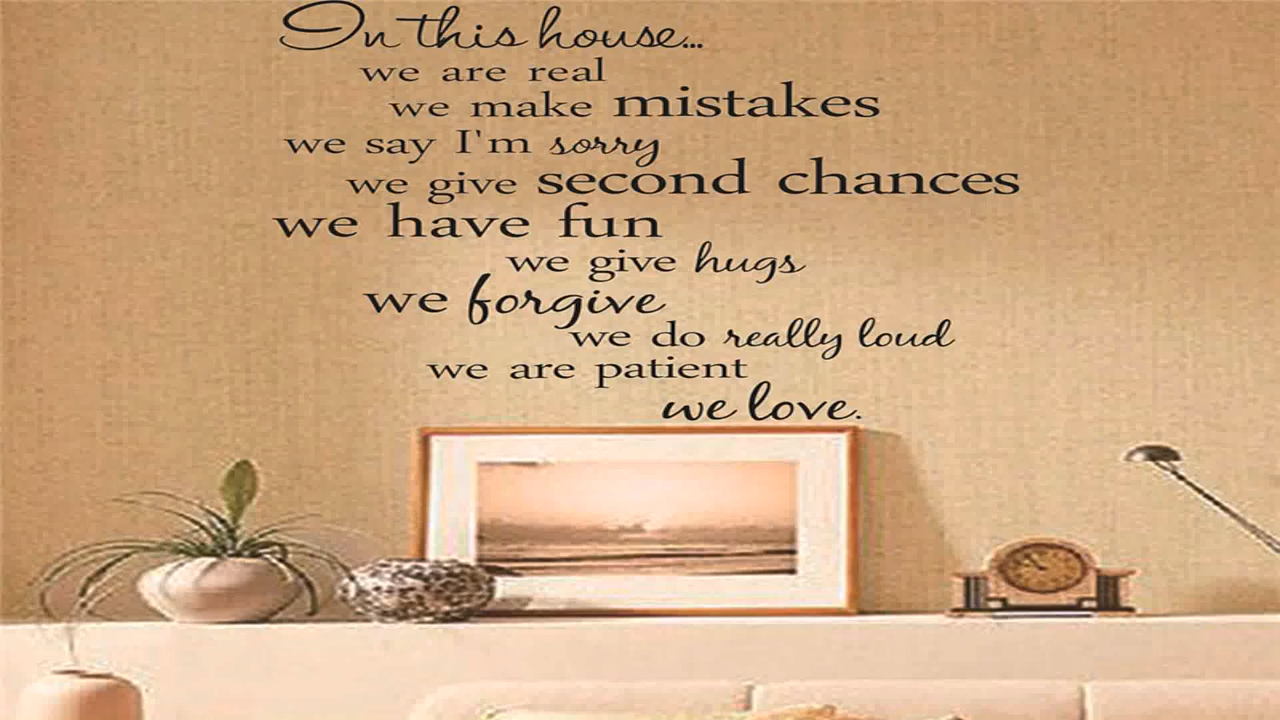 In this house...
we are real
we make mistakes
we say I'm sorry
we give second chances
we have fun
we give hugs
we forgive
we do really loud
we are patient
we love.